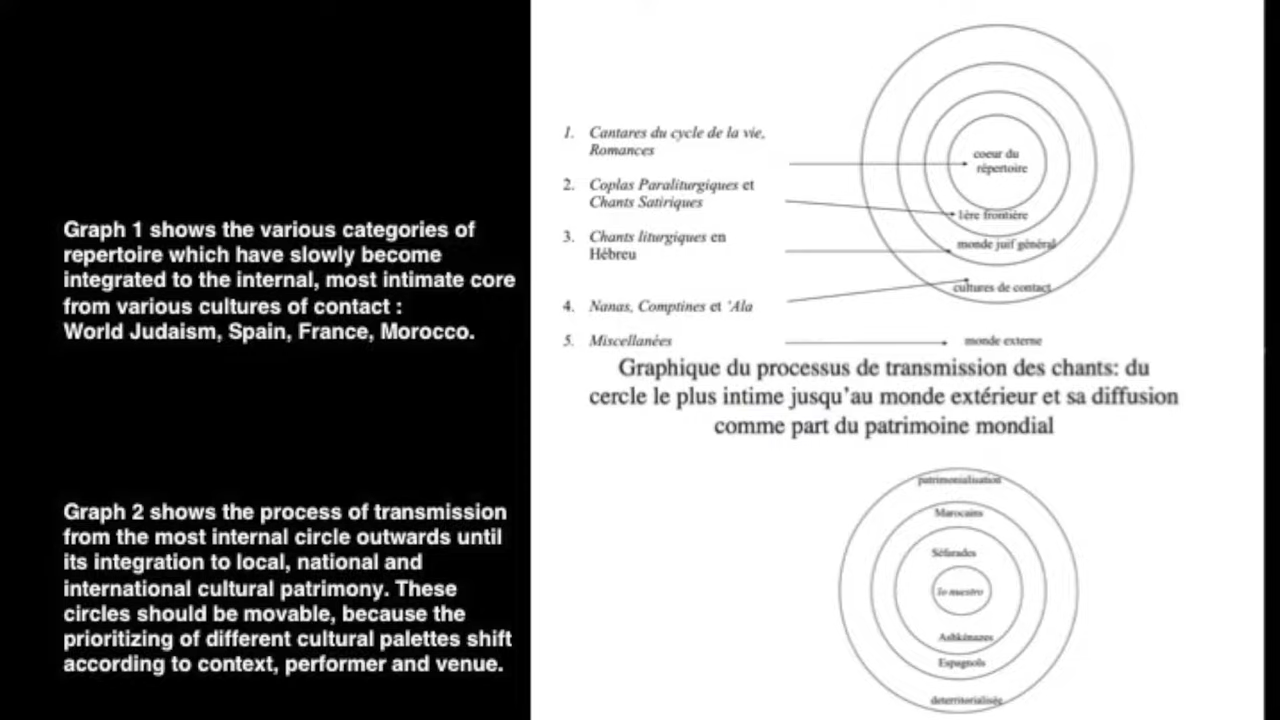 Graph 1 shows the various categories of
repertoire which have slowly become
integrated to the internal, most intimate core
from various cultures of contact :
World Judaism, Spain, France, Morocco.
Graph 2 shows the process of transmission
from the most internal circle outwards until
its integration to local, national and
international cultural patrimony. These
circles should be movable, because the
prioritizing of different cultural palettes shift
according to context, performer and venue.
1. Cantares du cycle de la vie,
Romances
2. Coplas Paraliturgiques et
Chants Satiriques
3. Chants liturgiques en
Hébreu
4. Nanas, Comptines et 'Ala
5. Miscellanées
coeur du
répertoire
1ère frontière
monde juif général
cultures de contact
monde externe
Graphique du processus de transmission des chants: du
cercle le plus intime jusqu'au monde extérieur et sa diffusion
comme part du patrimoine mondial
patrimonialisation
Marocains
Séfarades
lo nuestro
Ashkénazes
Espagnols
deterritorialisée